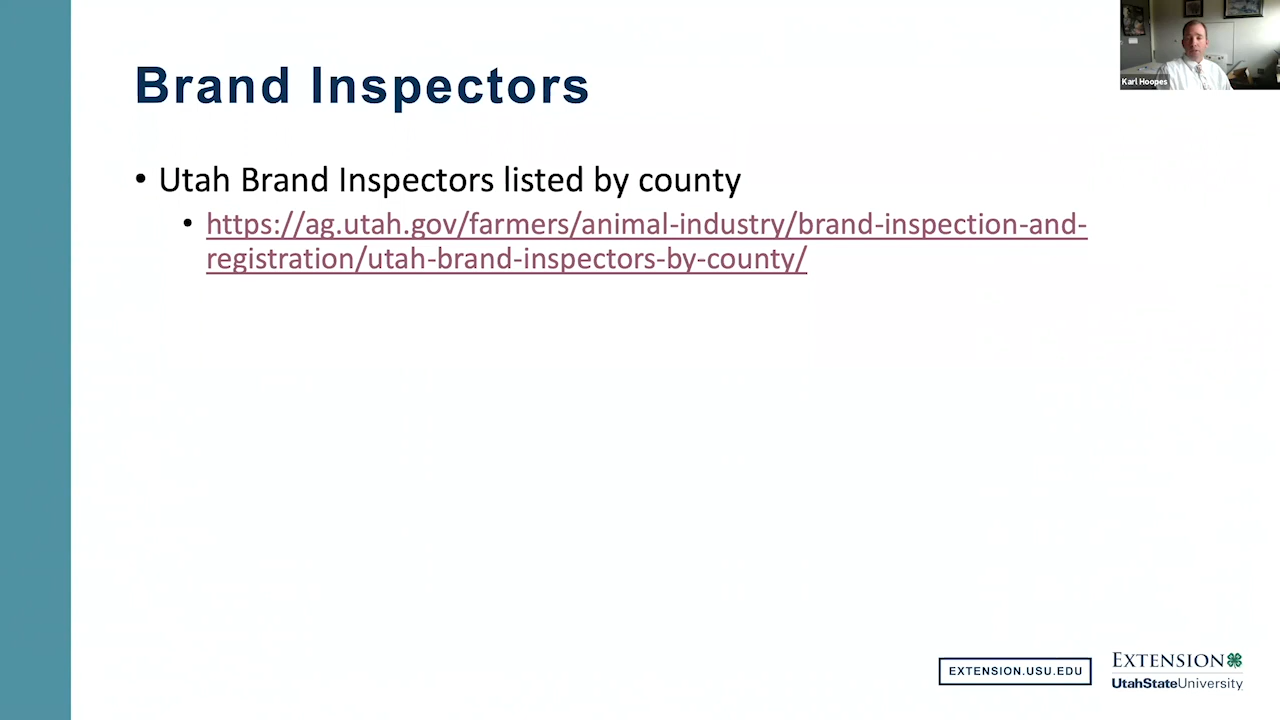 Brand Inspectors
• Utah Brand Inspectors listed by county
• https://ag.utah.gov/farmers/animal-industry/brand-inspection-and-
registration/utah-brand-inspectors-by-county/
Karl Hoopes
EXTENSION.USU.EDU
EXTENSION
UtahStateUniversity